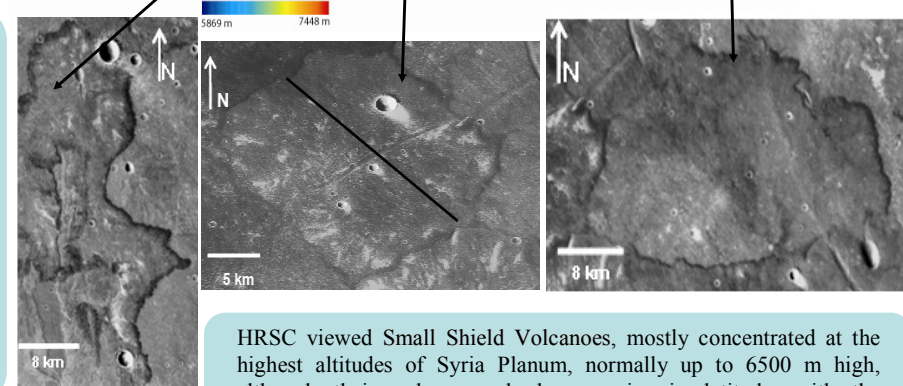 5869 m 7448 m
N
N
N
5 km
8 km
8 km
HRSC viewed Small Shield Volcanoes, mostly concentrated at the
highest altitudes of Syria Planum, normally up to 6500 m high,